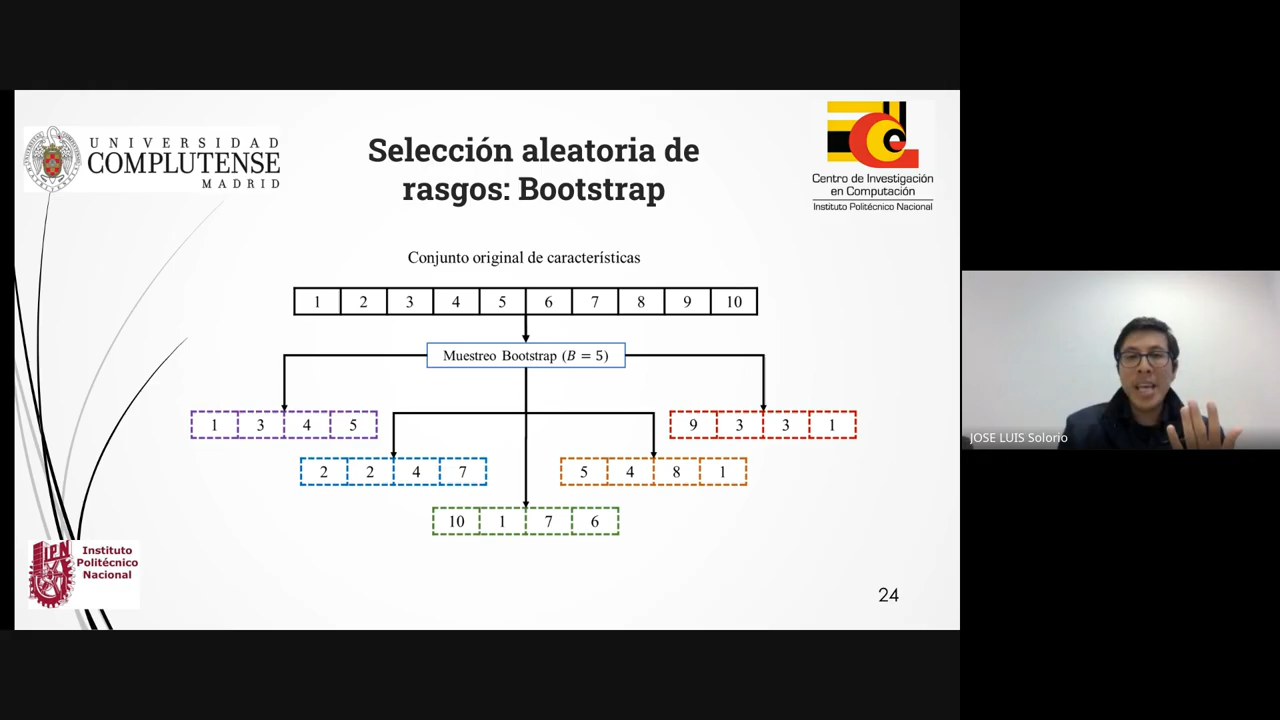 UNIVERSIDAD
COMPLUTENSE
MADRID
Selección aleatoria de
rasgos: Bootstrap
Centro de Investigación
en Computación
Instituto Politécnico Nacional
Conjunto original de características
1 2 3 4 5 6 7 8 9 10
Muestreo Bootstrap (B = 5)
1 3 4 5
9 3 3 1
2 2 4 7
5 4 8 1
10 1 7 6
IPN
Instituto
Politécnico
Nacional
24
JOSE LUIS Solorio